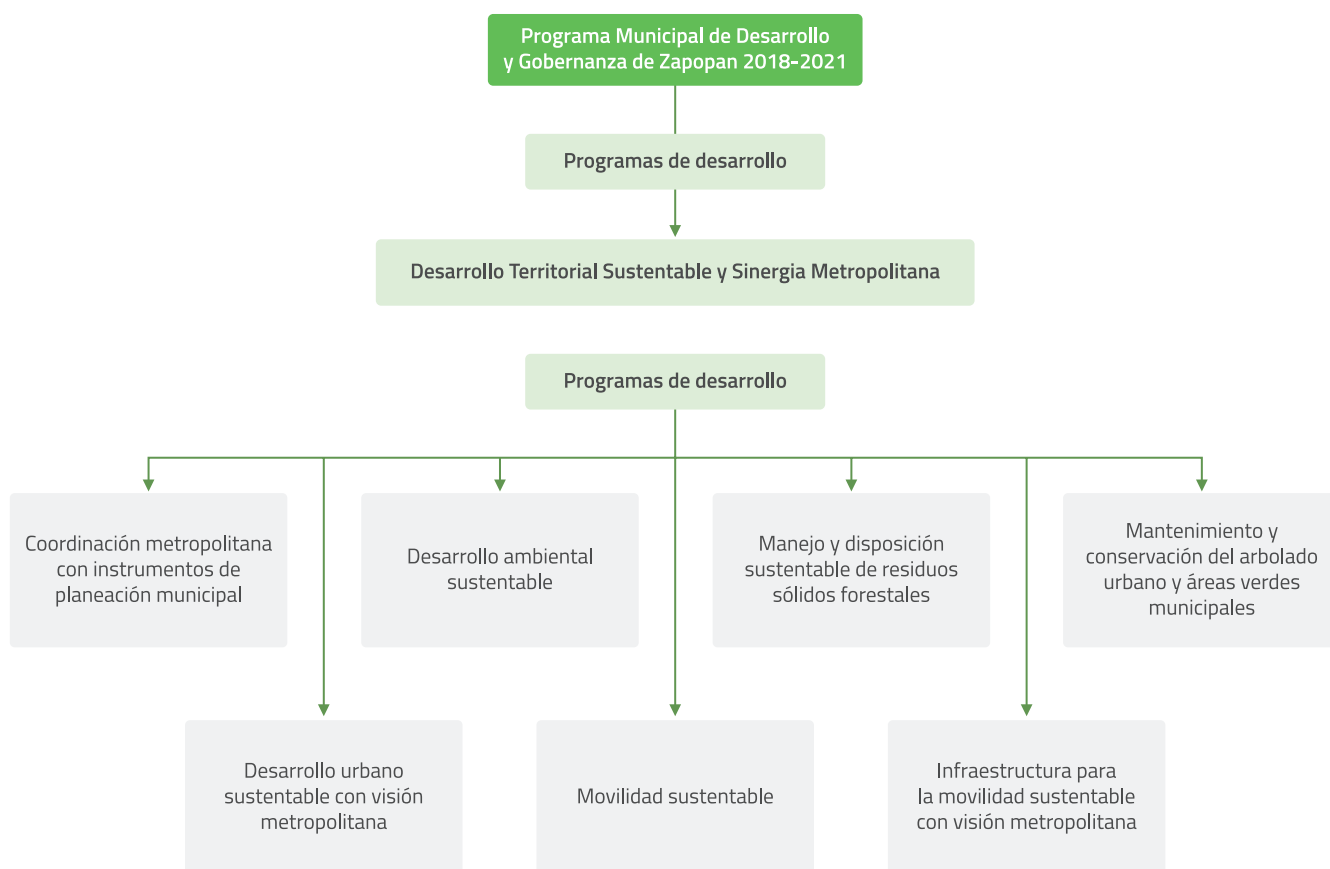 Programa Municipal de Desarrollo
y Gobernanza de Zapopan 2018-2021
Programas de desarrollo
Desarrollo Territorial Sustentable y Sinergia Metropolitana
Programas de desarrollo
Coordinación metropolitana
con instrumentos de
planeación municipal
Desarrollo ambiental
sustentable
Manejo y disposición
sustentable de residuos
sólidos forestales
Mantenimiento y
conservación del arbolado
urbano y áreas verdes
municipales
Desarrollo urbano
sustentable con visión
metropolitana
Movilidad sustentable
Infraestructura para
la movilidad sustentable
con visión metropolitana